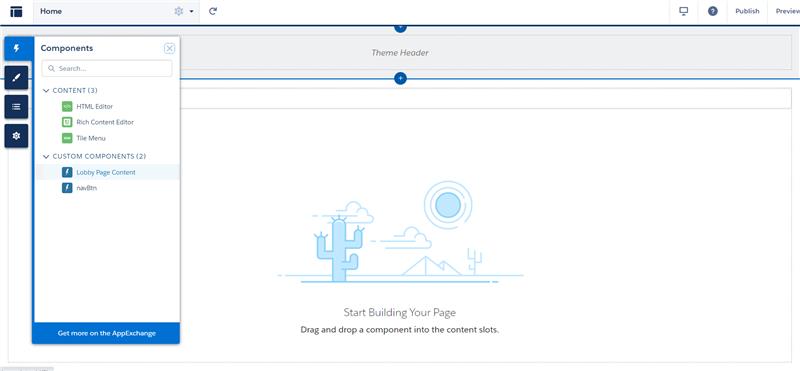 Home
Publish
Preview
Theme Header
Components
Search...
CONTENT (3)
HTML Editor
Rich Content Editor
Tile Menu
CUSTOM COMPONENTS (2)
Lobby Page Content
navBtn
Get more on the AppExchange
Start Building Your Page
Drag and drop a component into the content slots.